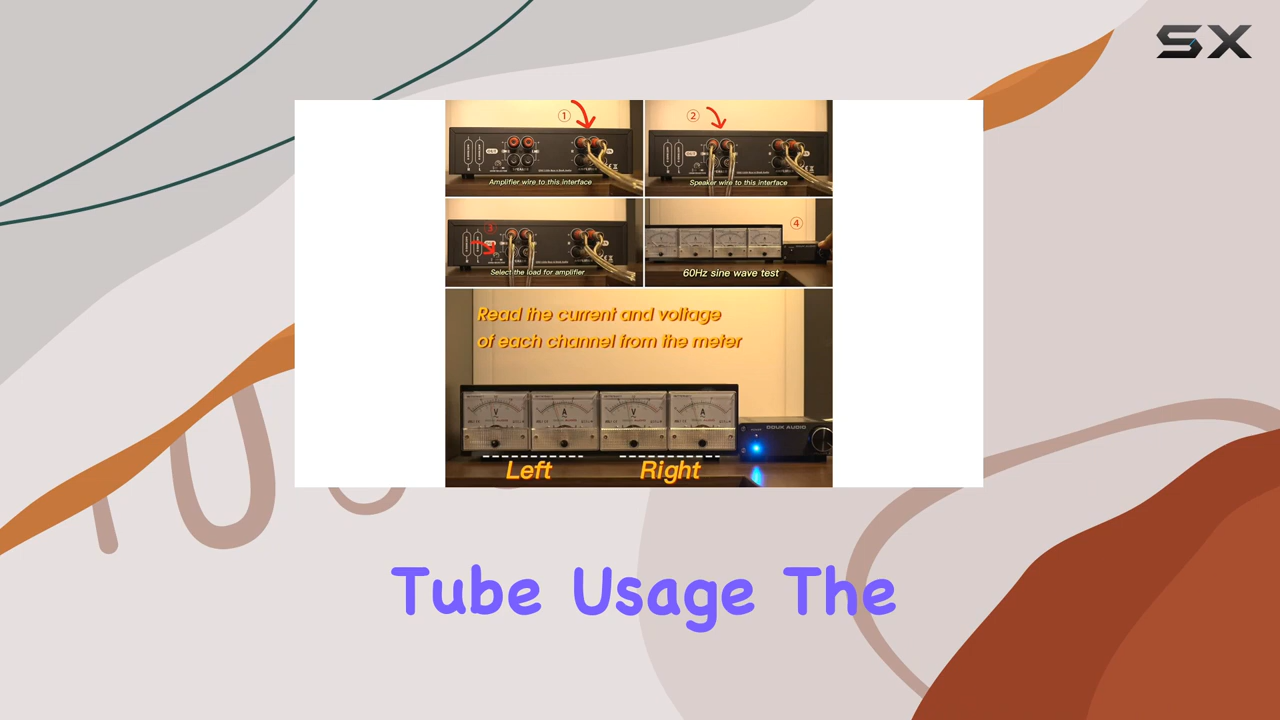 SX
①
Amplifier wire to this interface
②
Speaker wire to this interface
③
Select the load for amplifier
④
60Hz sine wave test
Read the current and voltage
of each channel from the meter
V
A
V
A
DOUX AUDIO
Left
Right
Tube Usage The